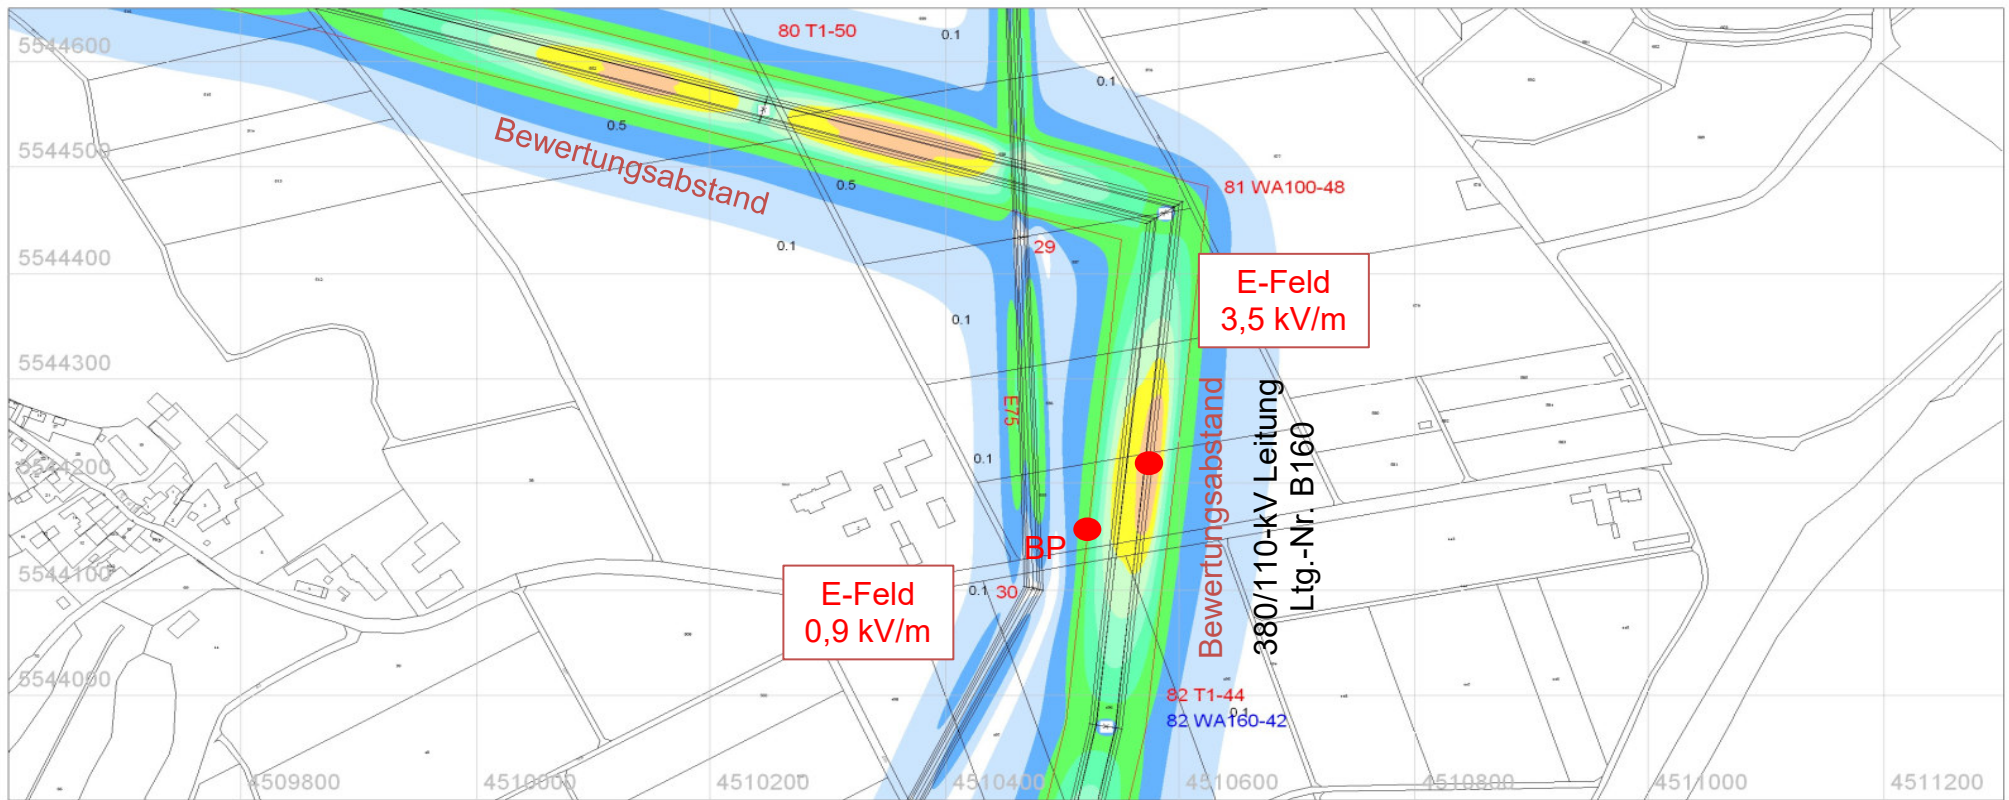 80 T1-50
0.1
5544600
0.1
0.5
Bewertungsabstand
5544500
0.5
81 WA100-48
0.1
29
5544400
E-Feld
3,5 kV/m
0.1
5544300
E75
Bewertungsabstand
380/110-kV Leitung
Ltg.-Nr. B160
0.1
5544200
BP
5544100
0.1
30
E-Feld
0,9 kV/m
5544000
82 T1-44
0.1
82 WA160-42
4509800
4510000
4510200
4510400
4510600
4510800
4511000
4511200